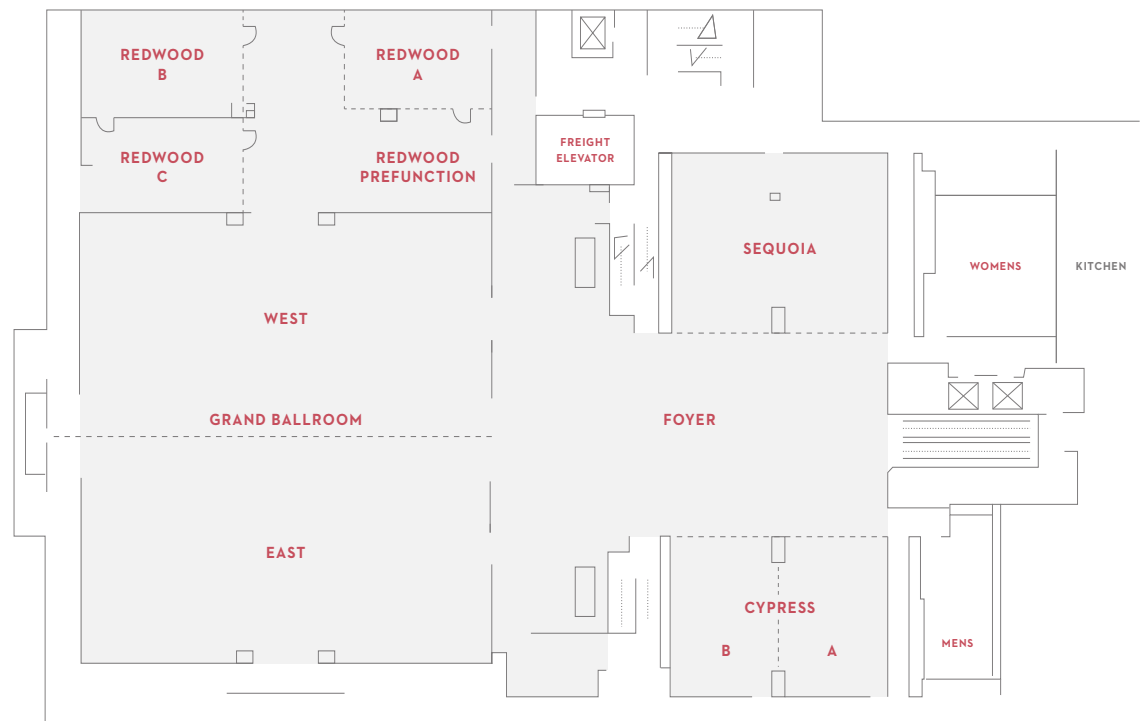 REDWOOD
B
REDWOOD
A
REDWOOD
C
REDWOOD
PREFUNCTION
FREIGHT
ELEVATOR
SEQUOIA
WOMENS
KITCHEN
WEST
GRAND BALLROOM
FOYER
EAST
CYPRESS
B
A
MENS